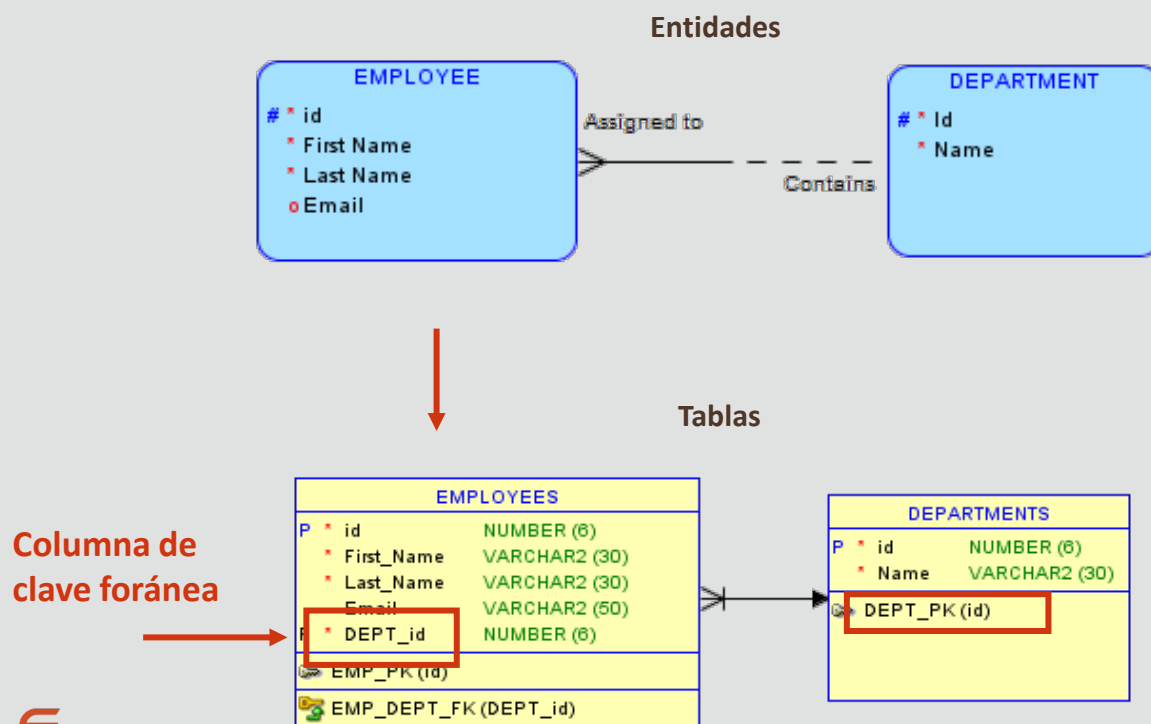 Entidades
EMPLOYEE
# * id
* First Name
* Last Name
o Email
Assigned to
Contains
DEPARTMENT
# * Id
* Name
Tablas
Columna de
clave foránea
EMPLOYEES
P * id NUMBER (6)
* First_Name VARCHAR2 (30)
* Last_Name VARCHAR2 (30)
Email VARCHAR2 (50)
F * DEPT_id NUMBER (6)
EMP_PK (id)
EMP_DEPT_FK (DEPT_id)
DEPARTMENTS
P * id NUMBER (6)
* Name VARCHAR2 (30)
DEPT_PK (id)